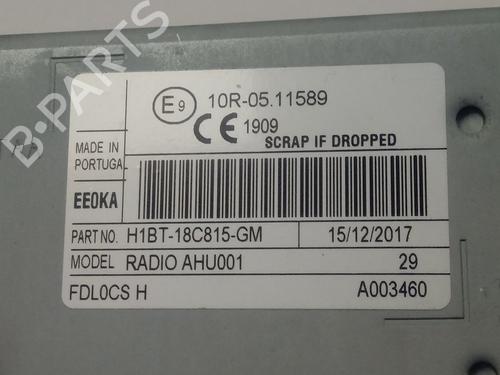 E9 10R-05.11589
CE 1909
SCRAP IF DROPPED
MADE IN
PORTUGAL
EEOKA
PART NO. H1BT-18C815-GM 15/12/2017
MODEL RADIO AHU001 29
FDL0CS H A003460
B-PARTS